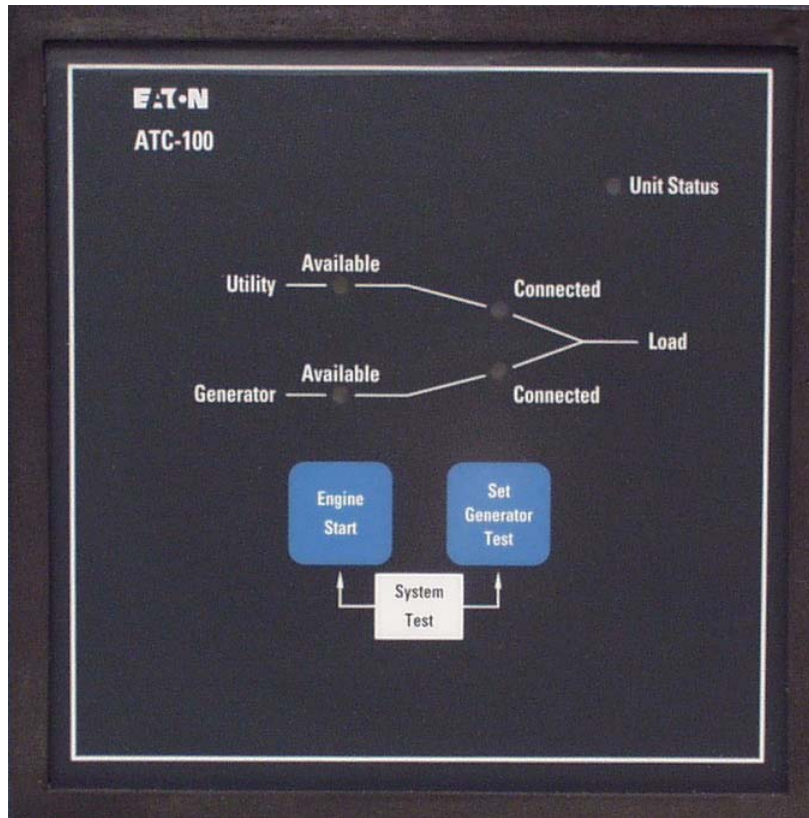 EATON
ATC-100
Unit Status
Available
Utility
Connected
Load
Available
Generator
Connected
Engine
Start
Set
Generator
Test
System
Test